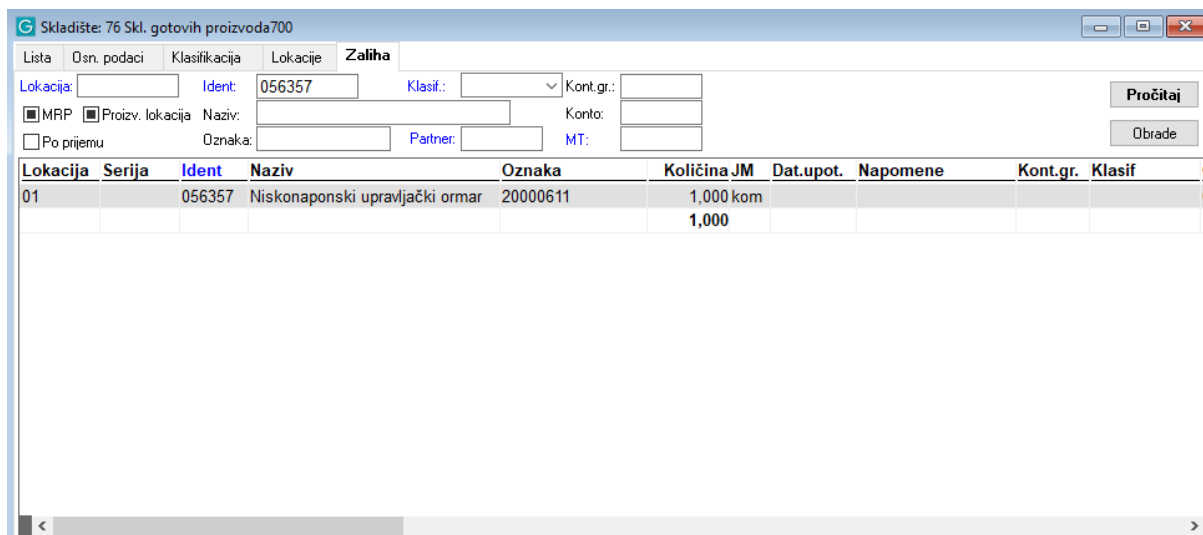 G Skladište: 76 Skl. gotovih proizvoda700
Lista Osn. podaci Klasifikacija Lokacije Zaliha
Lokacija: Ident: 056357 Klasif.: Kont.gr.: Pročitaj
MRP Proizv. lokacija Naziv: Konto:
Po prijemu Oznaka: Partner: MT: Obrade
Lokacija Serija Ident Naziv Oznaka Količina JM Dat.upot. Napomene Kont.gr. Klasif
01 056357 Niskonaponski upravljački ormar 20000611 1,000 kom
1,000